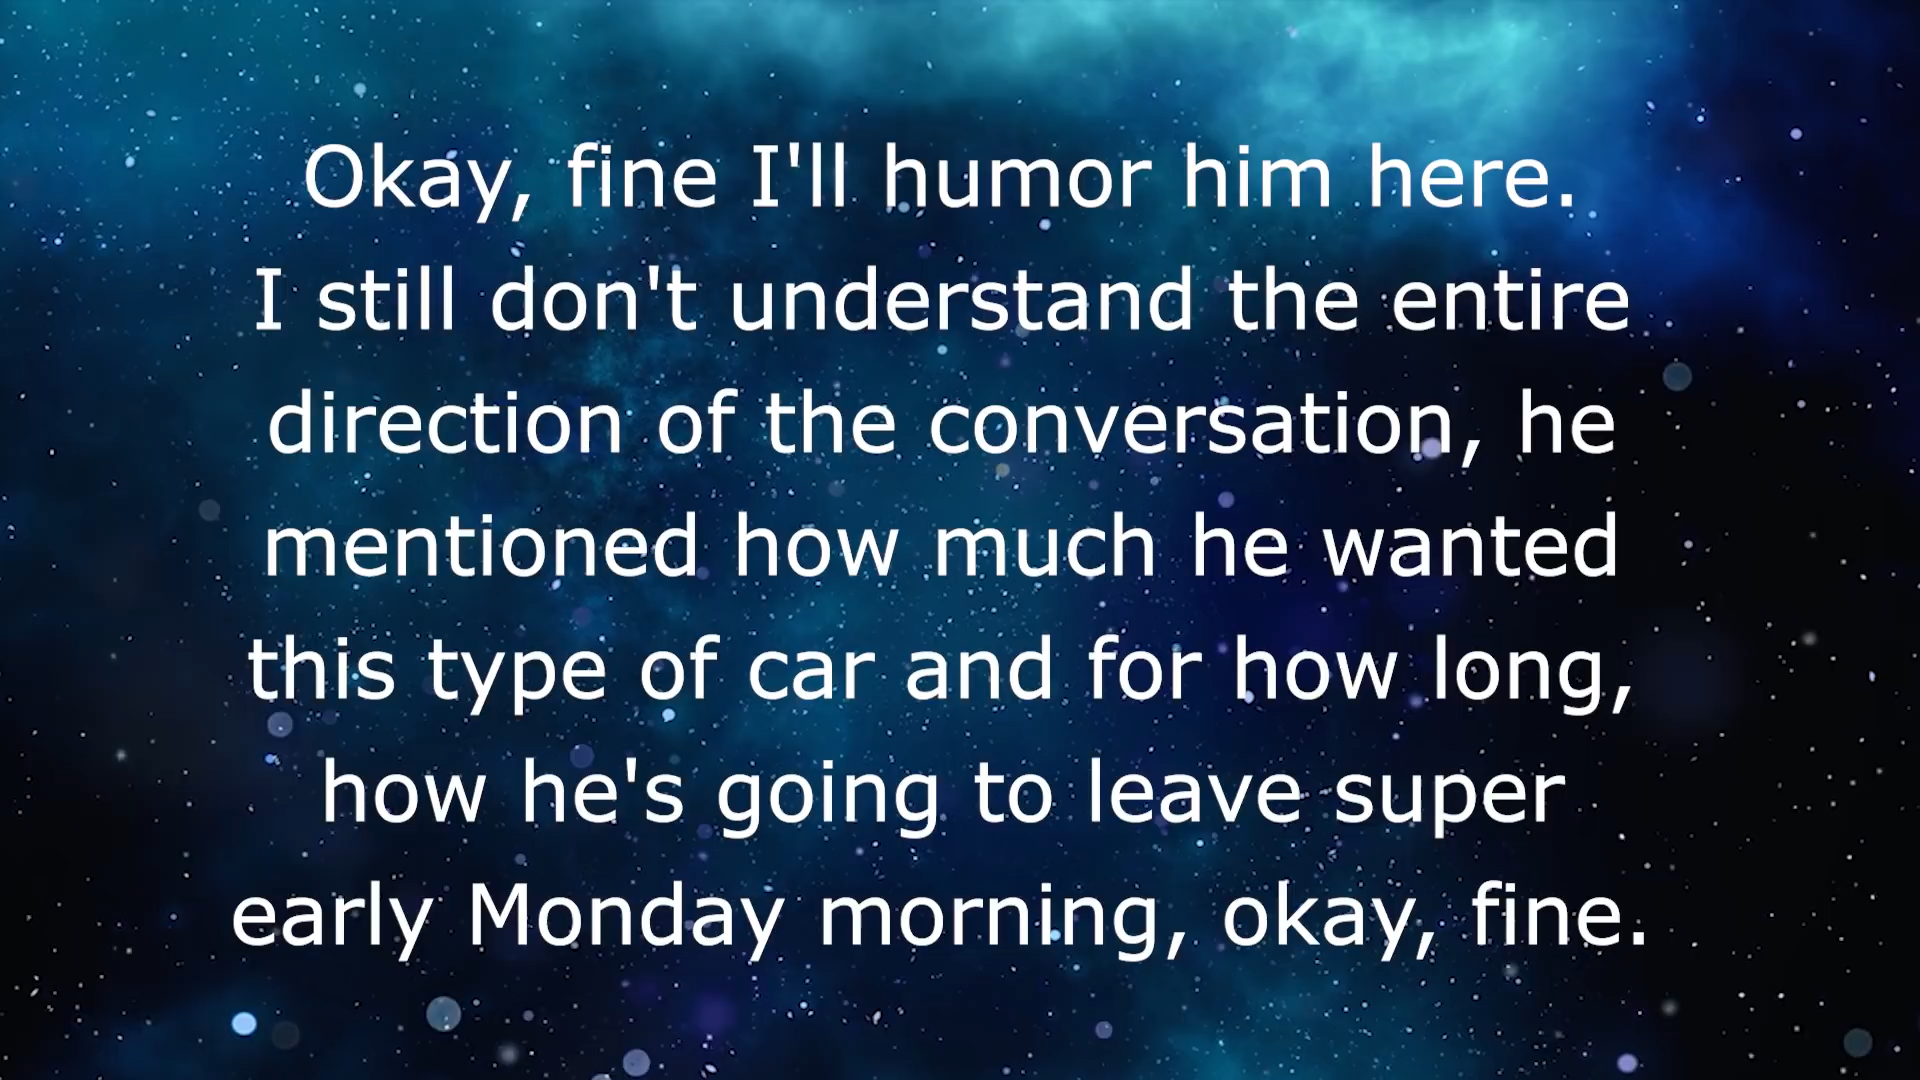 Okay, fine I'll humor him here.
I still don't understand the entire
direction of the conversation, he
mentioned how much he wanted
this type of car and for how long,
how he's going to leave super
early Monday morning, okay, fine.